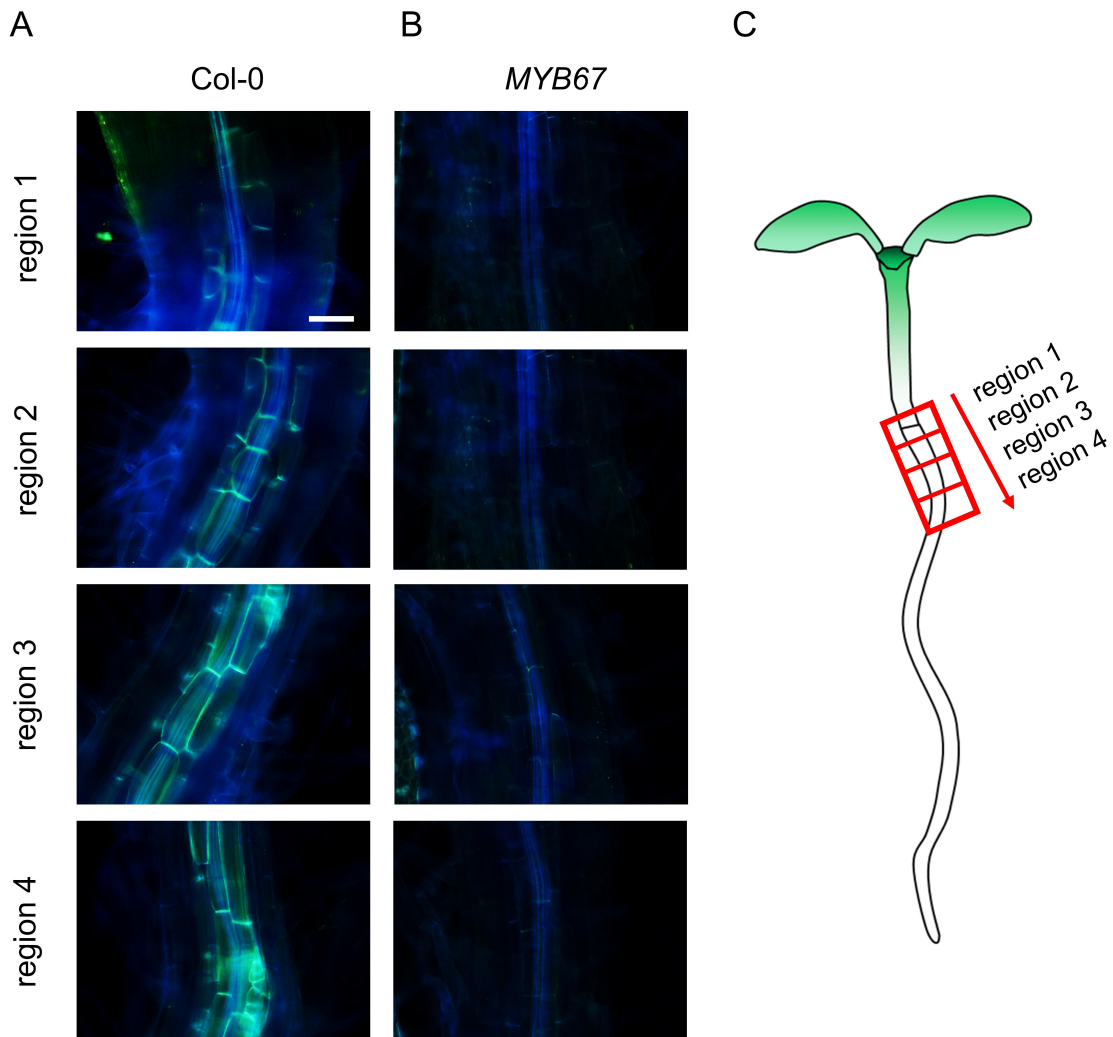 A
B
C
Col-0
MYB67
region 1
region 2
region 3
region 4
region 1
region 2
region 3
region 4